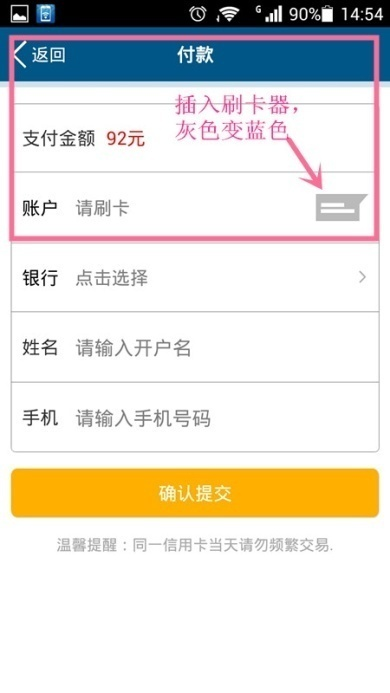 G 90% 14:54
返回 付款
插入刷卡器，
灰色变蓝色
支付金额 92元
账户 请刷卡
银行 点击选择
姓名 请输入开户名
手机 请输入手机号码
确认提交
温馨提醒：同一信用卡当天请勿频繁交易.